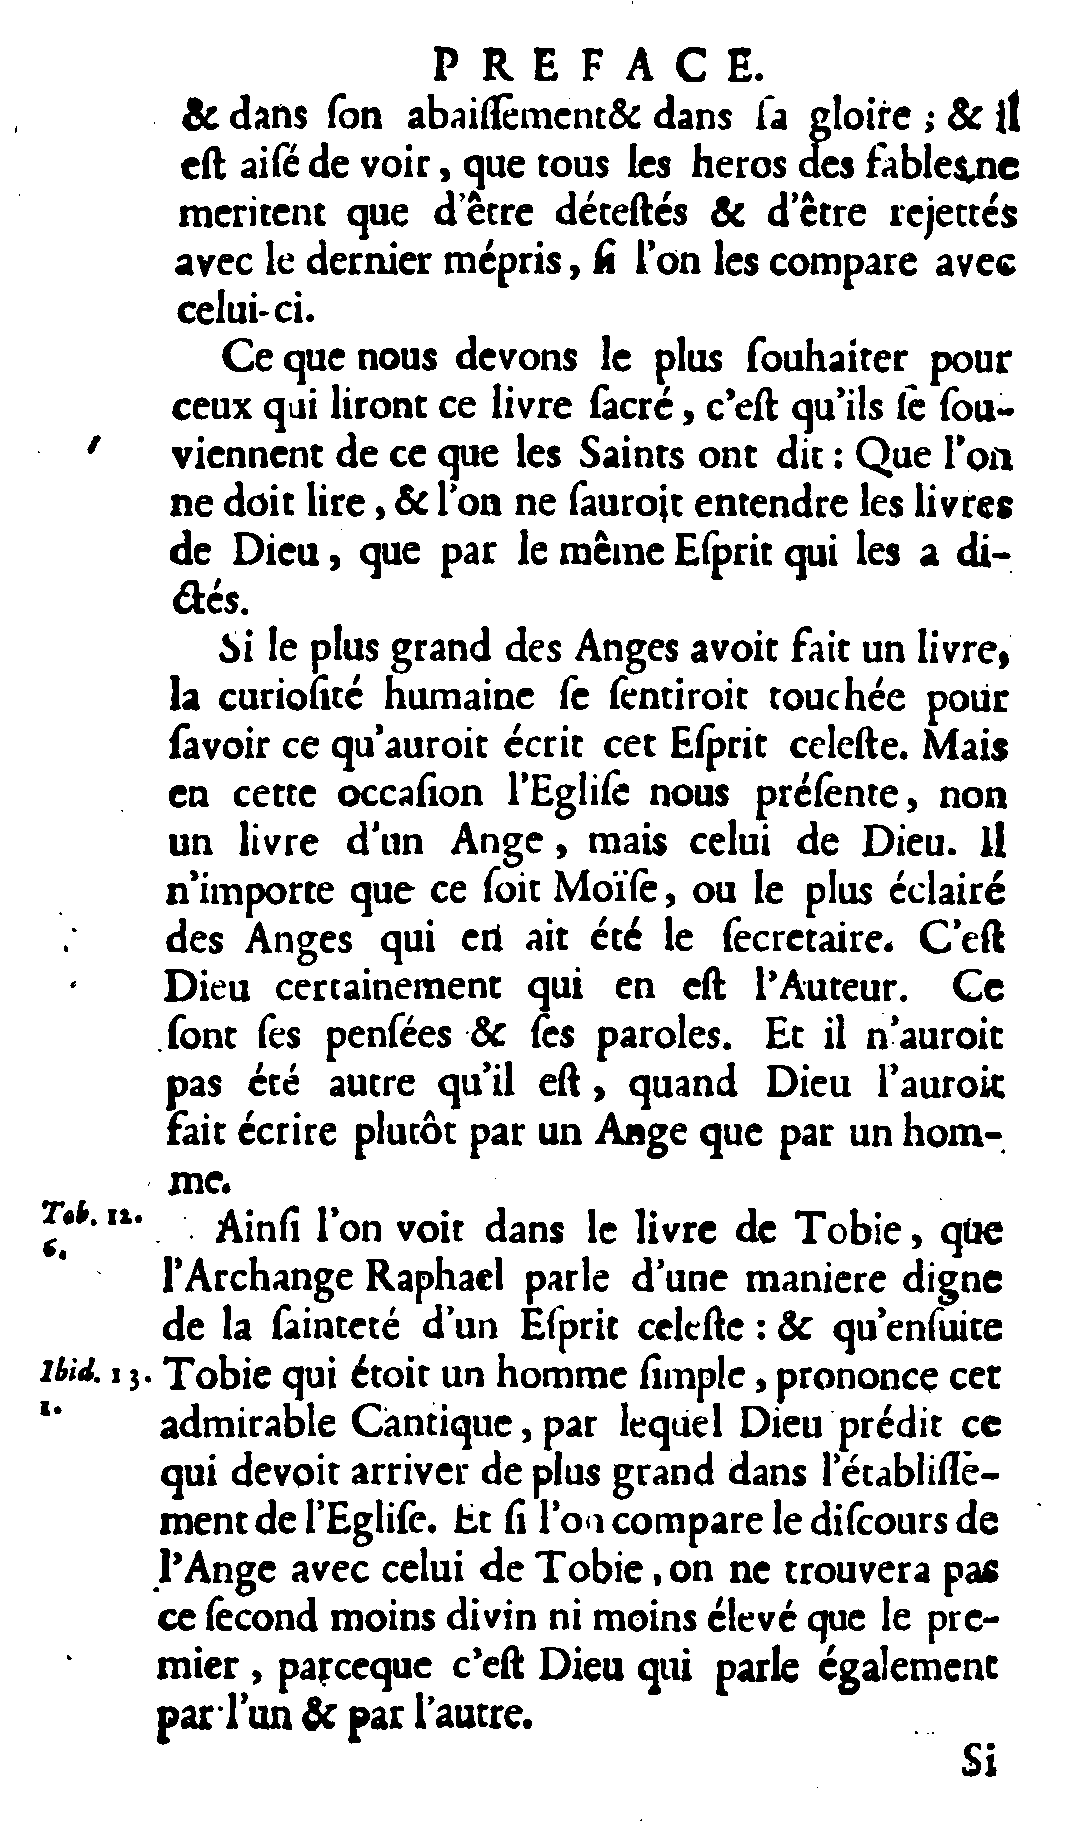 PREFACE.
& dans ſon abaiſſement & dans ſa gloire ; & il
eſt aiſé de voir, que tous les heros des fables ne
meritent que d'être déteſtés & d'être rejettés
avec le dernier mépris, ſi l'on les compare avec
celui-ci.
Ce que nous devons le plus ſouhaiter pour
ceux qui liront ce livre ſacré, c'eſt qu'ils ſe ſou-
viennent de ce que les Saints ont dit : Que l'on
ne doit lire, & l'on ne ſauroit entendre les livres
de Dieu, que par le même Eſprit qui les a di-
ctés.
Si le plus grand des Anges avoit fait un livre,
la curioſité humaine ſe ſentiroit touchée pour
ſavoir ce qu'auroit écrit cet Eſprit celeſte. Mais
en cette occaſion l'Egliſe nous préſente, non
un livre d'un Ange, mais celui de Dieu. Il
n'importe que ce ſoit Moïſe, ou le plus éclairé
des Anges qui en ait été le ſecretaire. C'eſt
Dieu certainement qui en eſt l'Auteur. Ce
ſont ſes penſées & ſes paroles. Et il n'auroit
pas été autre qu'il eſt, quand Dieu l'auroit
fait écrire plutôt par un Ange que par un hom-
me.
Tob. 12.
6.
Ainſi l'on voit dans le livre de Tobie, que
l'Archange Raphael parle d'une maniere digne
de la ſainteté d'un Eſprit celeſte : & qu'enſuite
Ibid. 13.
1.
Tobie qui étoit un homme ſimple, prononce cet
admirable Cantique, par lequel Dieu prédit ce
qui devoit arriver de plus grand dans l'établiſſe-
ment de l'Egliſe. Et ſi l'on compare le diſcours de
l'Ange avec celui de Tobie, on ne trouvera pas
ce ſecond moins divin ni moins élevé que le pre-
mier, parceque c'eſt Dieu qui parle également
par l'un & par l'autre.
Si